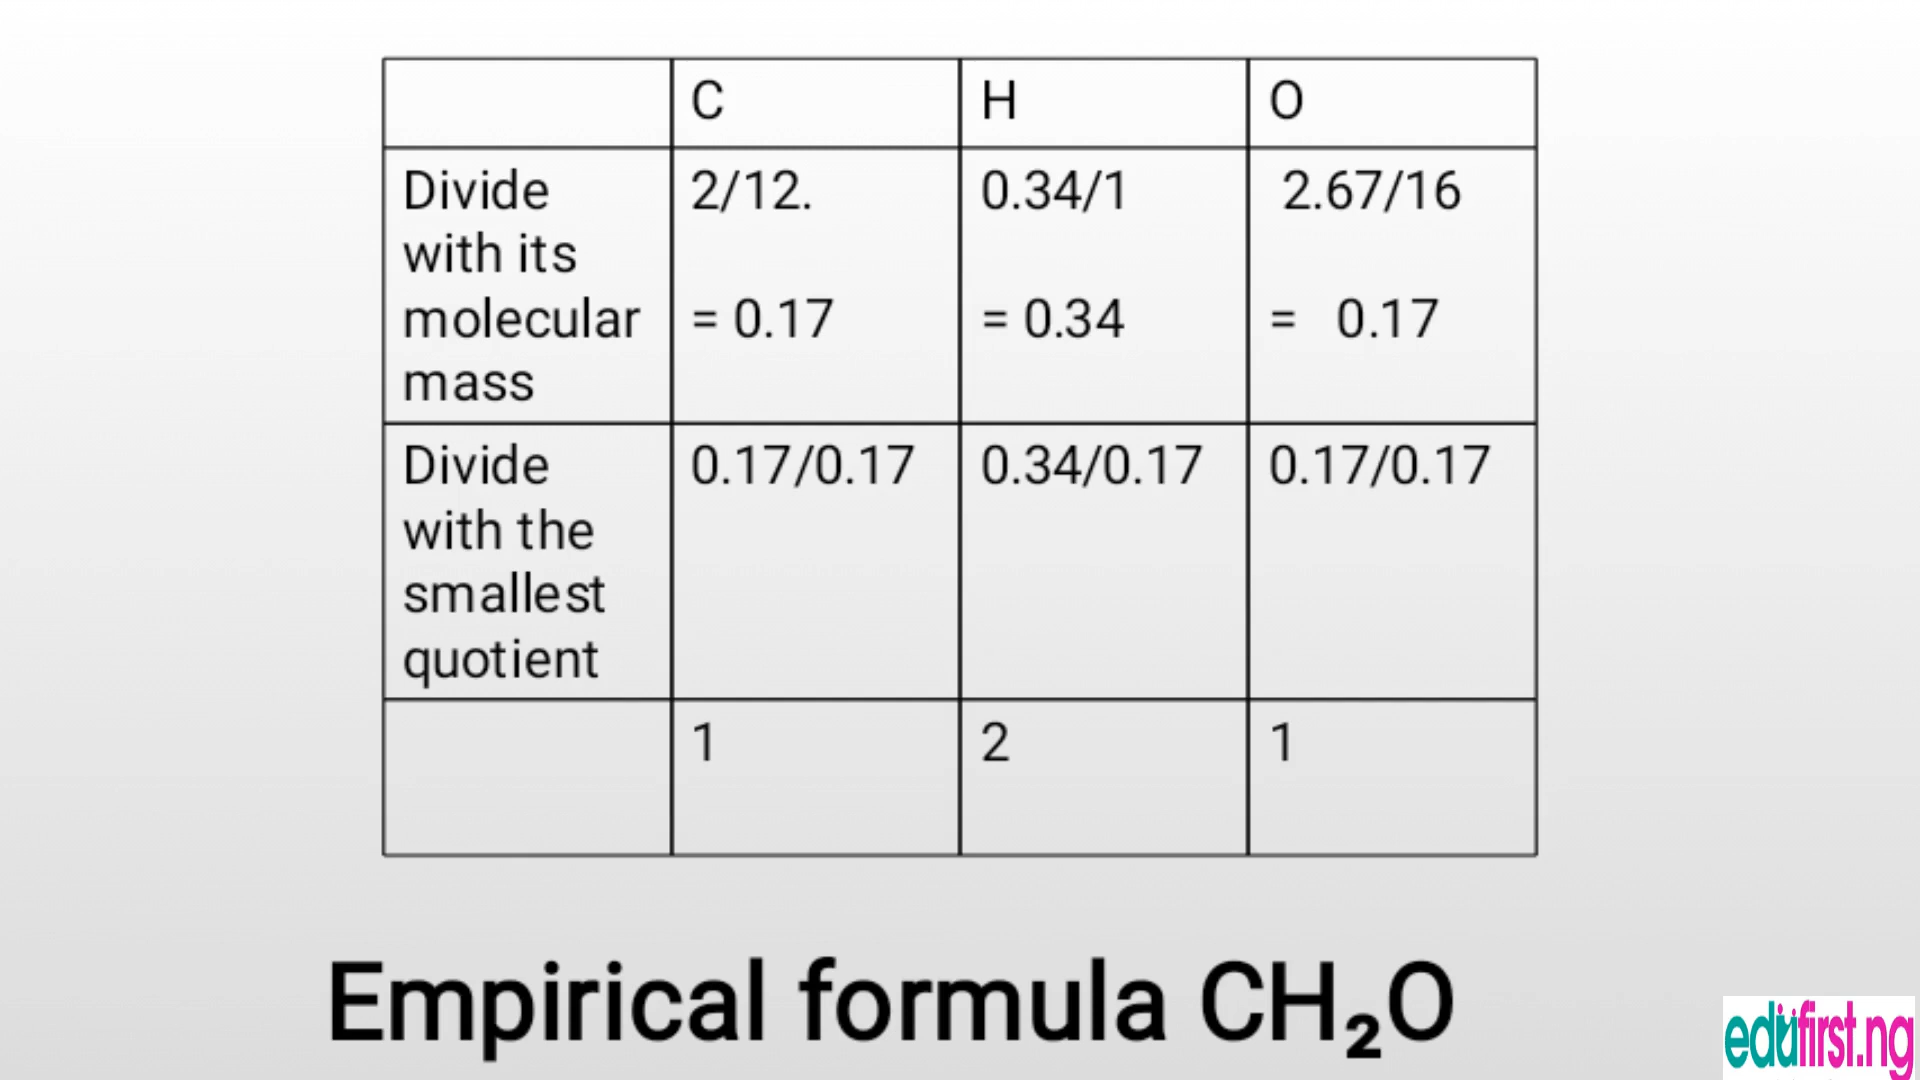 C H O
Divide 2/12. 0.34/1 2.67/16
with its
molecular = 0.17 = 0.34 = 0.17
mass
Divide 0.17/0.17 0.34/0.17 0.17/0.17
with the
smallest
quotient
1 2 1
Empirical formula CH₂O
edufirst.ng